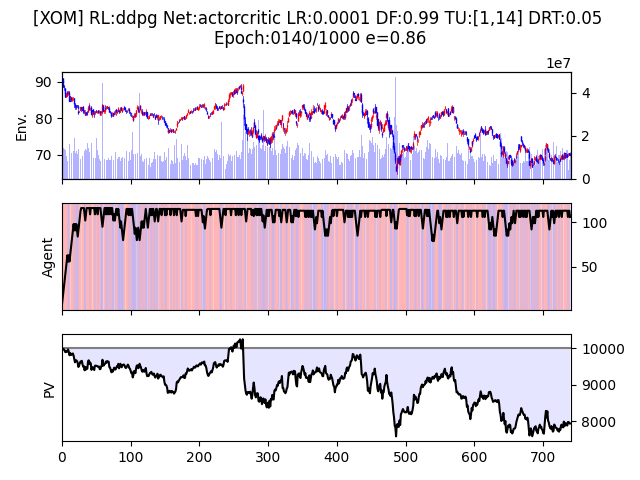 [XOM] RL:ddpg Net:actorcritic LR:0.0001 DF:0.99 TU:[1,14] DRT:0.05
Epoch:0140/1000 e=0.86
1e7
90
80
70
Env.
4
2
0
Agent
100
50
PV
10000
9000
8000
0 100 200 300 400 500 600 700